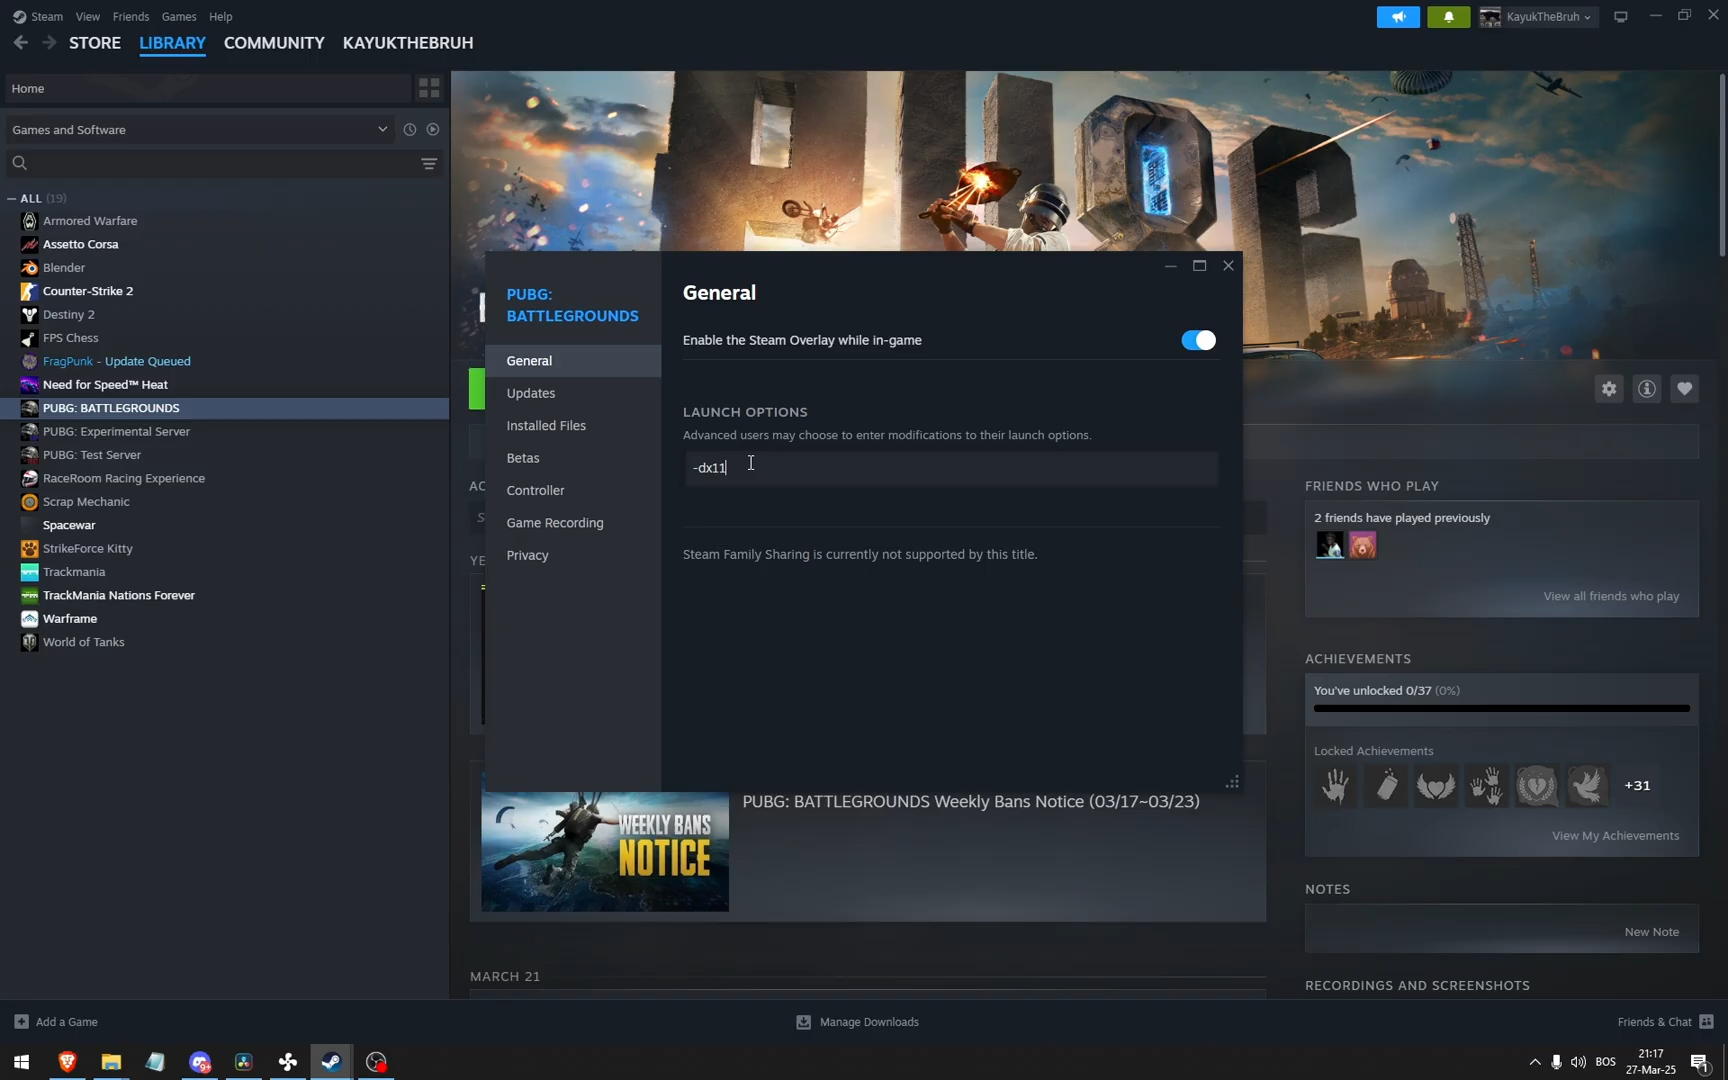 Steam View Friends Games Help
KayukTheBruh
STORE LIBRARY COMMUNITY KAYUKTHEBRUH
Home
Games and Software
ALL (19)
Armored Warfare
Assetto Corsa
Blender
Counter-Strike 2
Destiny 2
FPS Chess
FragPunk - Update Queued
Need for Speed™ Heat
PUBG: BATTLEGROUNDS
PUBG: Experimental Server
PUBG: Test Server
RaceRoom Racing Experience
Scrap Mechanic
Spacewar
StrikeForce Kitty
Trackmania
TrackMania Nations Forever
Warframe
World of Tanks
PUBG:
BATTLEGROUNDS
General
Updates
Installed Files
Betas
Controller
Game Recording
Privacy
General
Enable the Steam Overlay while in-game
LAUNCH OPTIONS
Advanced users may choose to enter modifications to their launch options.
-dx11
Steam Family Sharing is currently not supported by this title.
PUBG: BATTLEGROUNDS Weekly Bans Notice (03/17~03/23)
WEEKLY BANS
NOTICE
MARCH 21
FRIENDS WHO PLAY
2 friends have played previously
View all friends who play
ACHIEVEMENTS
You've unlocked 0/37 (0%)
Locked Achievements
+31
View My Achievements
NOTES
New Note
RECORDINGS AND SCREENSHOTS
Add a Game
Manage Downloads
Friends & Chat
9+
BOS
21:17
27-Mar-25
1